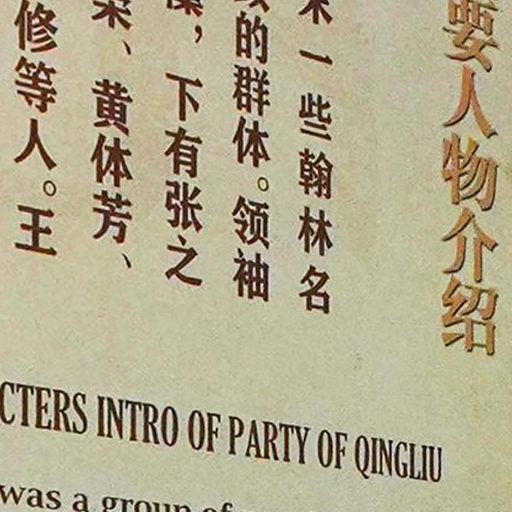 要人物介绍
一些翰林名
的群体。领袖
，下有张之
、黄体芳、
修等人。王
CTERS INTRO OF PARTY OF QINGLIU
was a group of